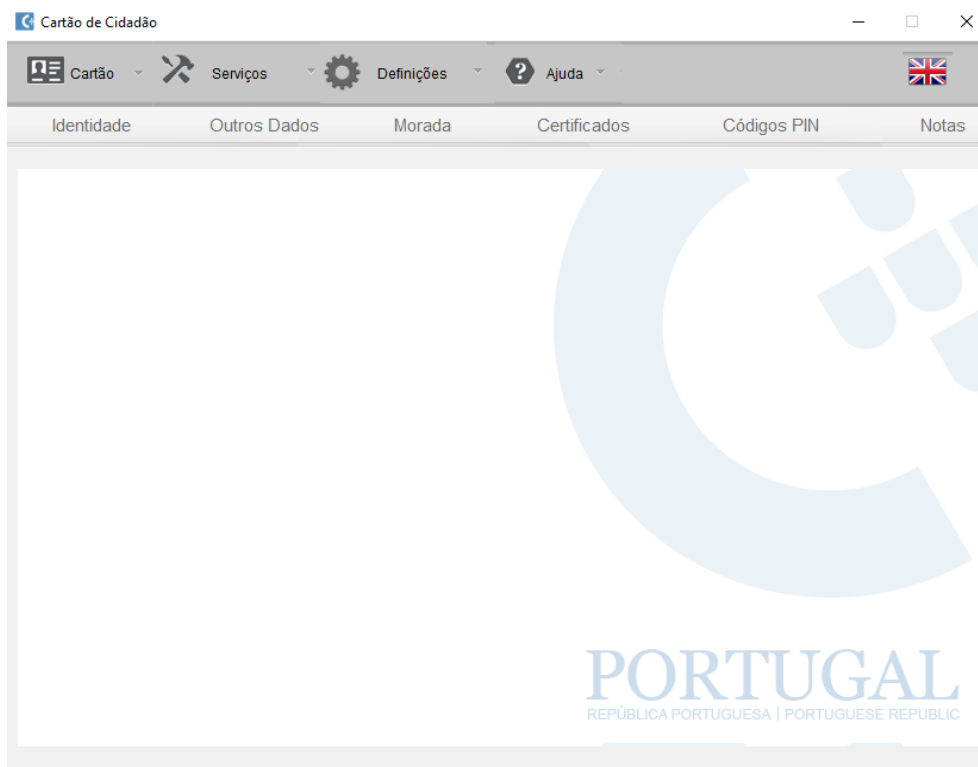 Cartão de Cidadão
Cartão Serviços Definições Ajuda
Identidade Outros Dados Morada Certificados Códigos PIN Notas
PORTUGAL
REPÚBLICA PORTUGUESA | PORTUGUESE REPUBLIC